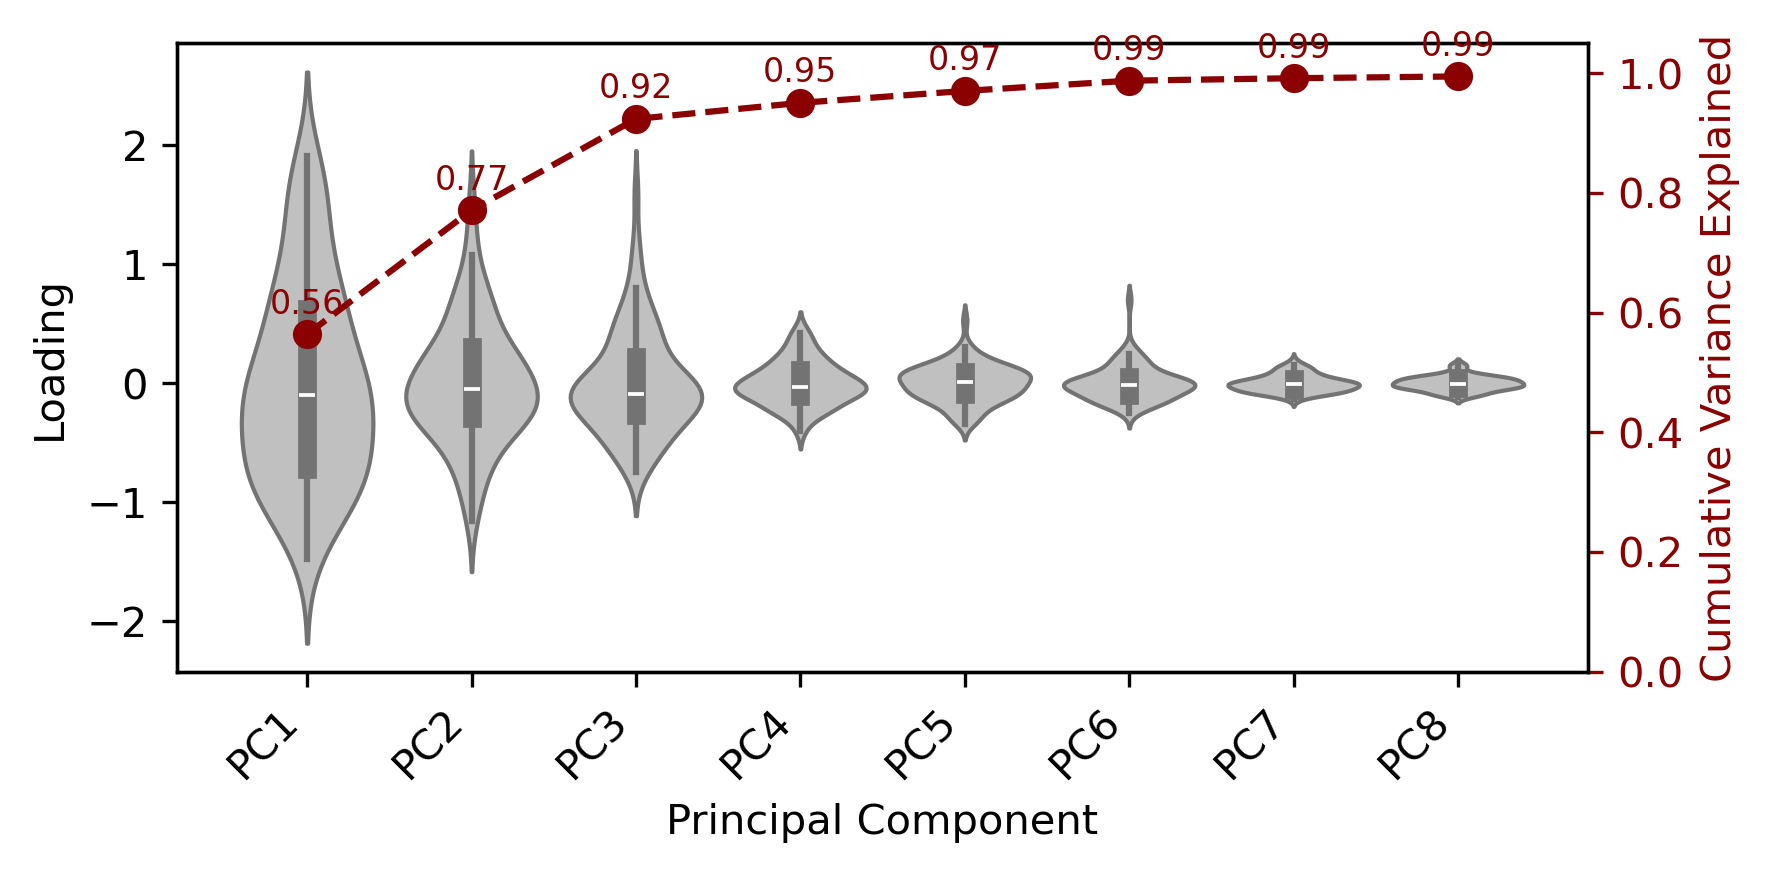 0.56
0.77
0.92
0.95
0.97
0.99
0.99
0.99
2
1
0
−1
−2
Loading
1.0
0.8
0.6
0.4
0.2
0.0
Cumulative Variance Explained
PC1
PC2
PC3
PC4
PC5
PC6
PC7
PC8
Principal Component